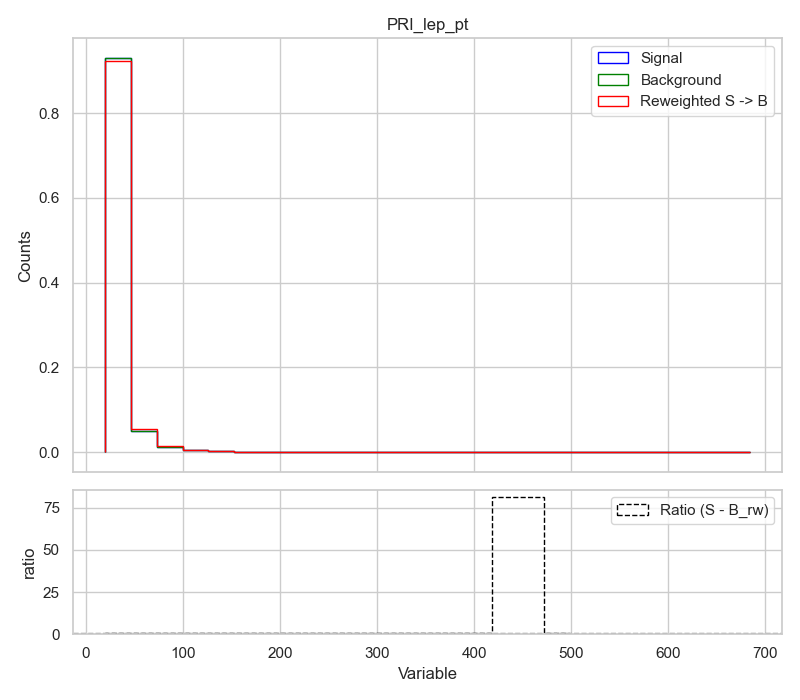 PRI_lep_pt
Signal
Background
Reweighted S -> B
Counts
0.8
0.6
0.4
0.2
0.0
Ratio (S - B_rw)
ratio
75
50
25
0
0 100 200 300 400 500 600 700
Variable